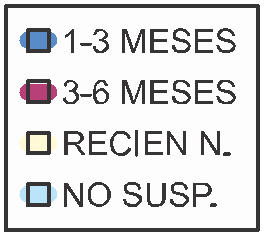 1-3 MESES
3-6 MESES
RECIEN N.
NO SUSP.